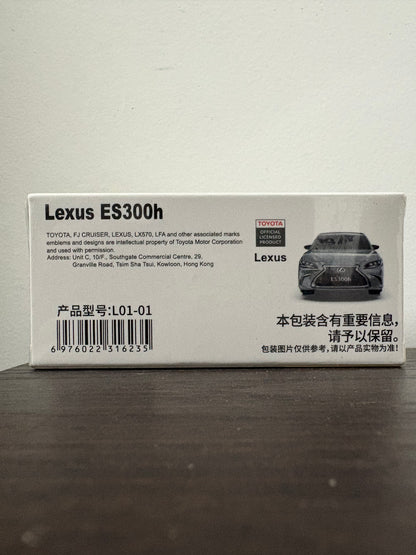 Lexus ES300h
TOYOTA, FJ CRUISER, LEXUS, LX570, LFA and other associated marks
emblems and designs are intellectual property of Toyota Motor Corporation
and used with permission.
Address: Unit C, 10/F., Southgate Commercial Centre, 29,
Granville Road, Tsim Sha Tsui, Kowloon, Hong Kong
TOYOTA
OFFICIAL
LICENSED
PRODUCT
Lexus
ES300h
产品型号:L01-01
6 976022 316235
本包装含有重要信息,
请予以保留。
包装图片仅供参考,请以产品实物为准!